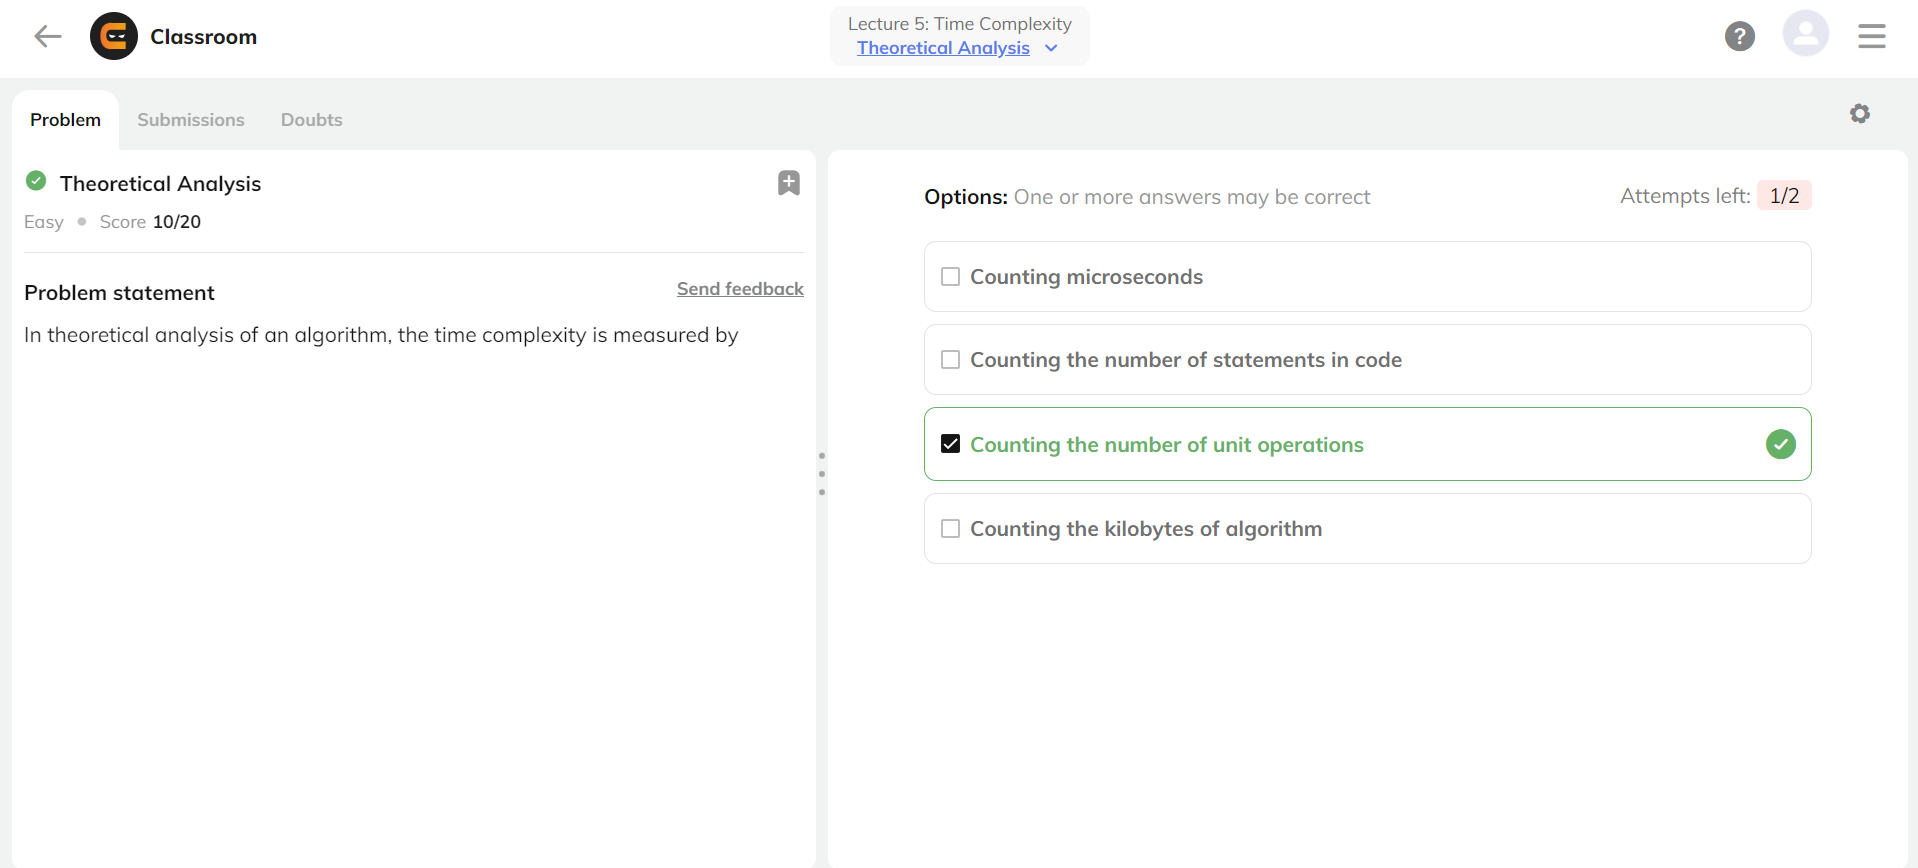 Classroom
Lecture 5: Time Complexity
Theoretical Analysis
?
Problem
Submissions
Doubts
Theoretical Analysis
Easy
Score 10/20
Problem statement
Send feedback
In theoretical analysis of an algorithm, the time complexity is measured by
Options: One or more answers may be correct
Attempts left: 1/2
Counting microseconds
Counting the number of statements in code
Counting the number of unit operations
Counting the kilobytes of algorithm